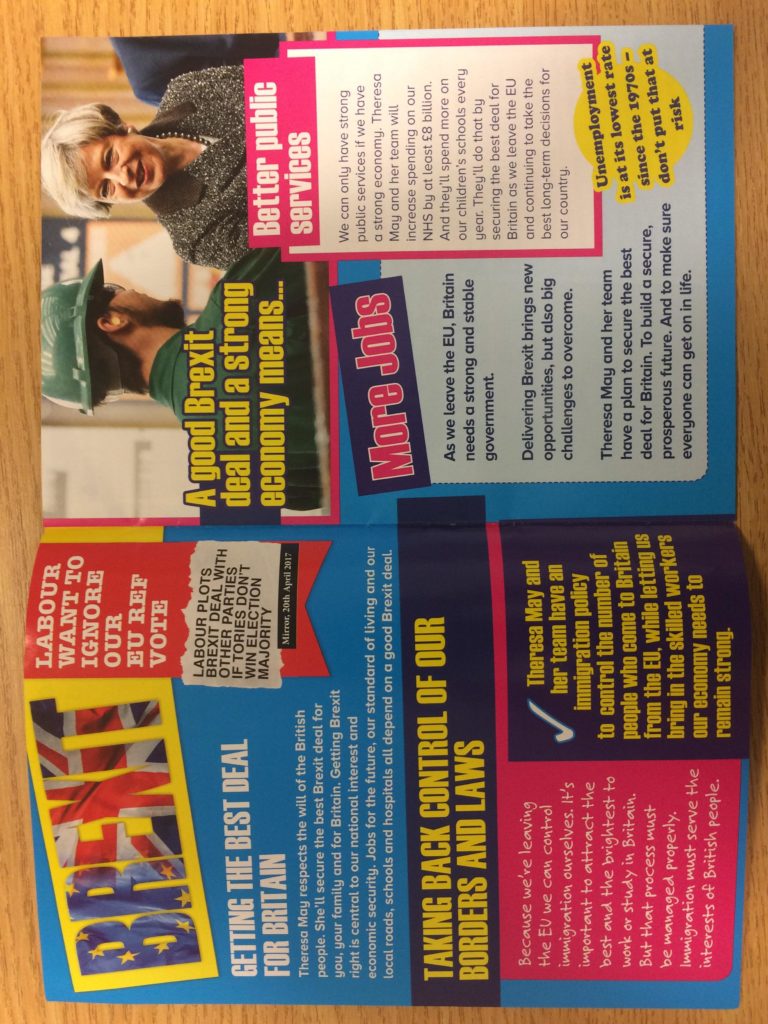 BREXIT
LABOUR
WANT TO
IGNORE
OUR
EU REF
VOTE
LABOUR PLOTS
BREXIT DEAL WITH
OTHER PARTIES
IF TORIES DON'T
WIN ELECTION
MAJORITY
Mirror, 20th April 2017
GETTING THE BEST DEAL
FOR BRITAIN
Theresa May respects the will of the British
people. She'll secure the best Brexit deal for
you, your family and for Britain. Getting Brexit
right is central to our national interest and
economic security. Jobs for the future, our standard of living and our
local roads, schools and hospitals all depend on a good Brexit deal.
TAKING BACK CONTROL OF OUR
BORDERS AND LAWS
Because we're leaving
the EU we can control
immigration ourselves. It's
important to attract the
best and the brightest to
work or study in Britain.
But that process must
be managed properly.
Immigration must serve the
interests of British people.
Theresa May and
her team have an
immigration policy
to control the number of
people who come to Britain
from the EU, while letting us
bring in the skilled workers
our economy needs to
remain strong.
A good Brexit
deal and a strong
economy means...
More Jobs
As we leave the EU, Britain
needs a strong and stable
government.
Delivering Brexit brings new
opportunities, but also big
challenges to overcome.
Theresa May and her team
have a plan to secure the best
deal for Britain. To build a secure,
prosperous future. And to make sure
everyone can get on in life.
Better public
services
We can only have strong
public services if we have
a strong economy. Theresa
May and her team will
increase spending on our
NHS by at least £8 billion.
And they'll spend more on
our children's schools every
year. They'll do that by
securing the best deal for
Britain as we leave the EU
and continuing to take the
best long-term decisions for
our country.
Unemployment
is at its lowest rate
since the 1970s –
don't put that at
risk